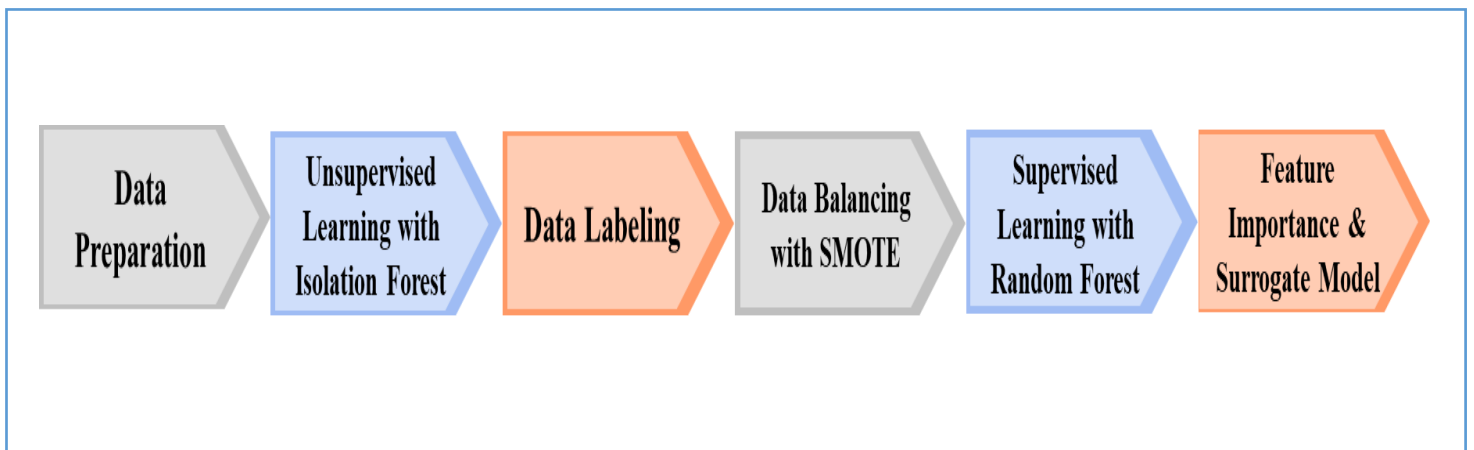 Data
Preparation
Unsupervised
Learning with
Isolation Forest
Data Labeling
Data Balancing
with SMOTE
Supervised
Learning with
Random Forest
Feature
Importance &
Surrogate Model